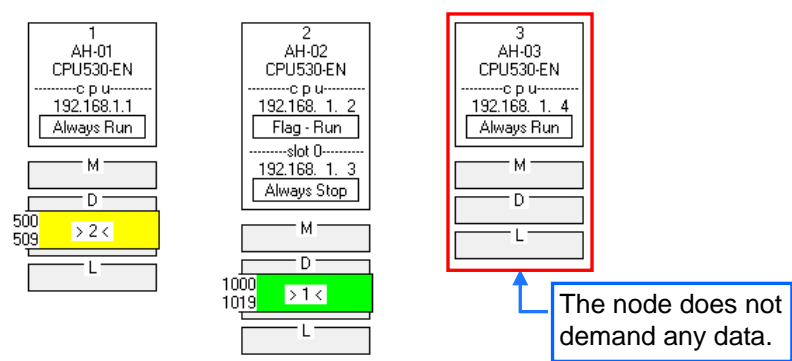 1
AH-01
CPU530-EN
--------c p u--------
192.168.1.1
Always Run
M
D
500
509
> 2 <
L
2
AH-02
CPU530-EN
--------c p u--------
192.168. 1. 2
Flag - Run
--------slot 0--------
192.168. 1. 3
Always Stop
M
D
1000
1019
> 1 <
L
3
AH-03
CPU530-EN
--------c p u--------
192.168. 1. 4
Always Run
M
D
L
The node does not
demand any data.